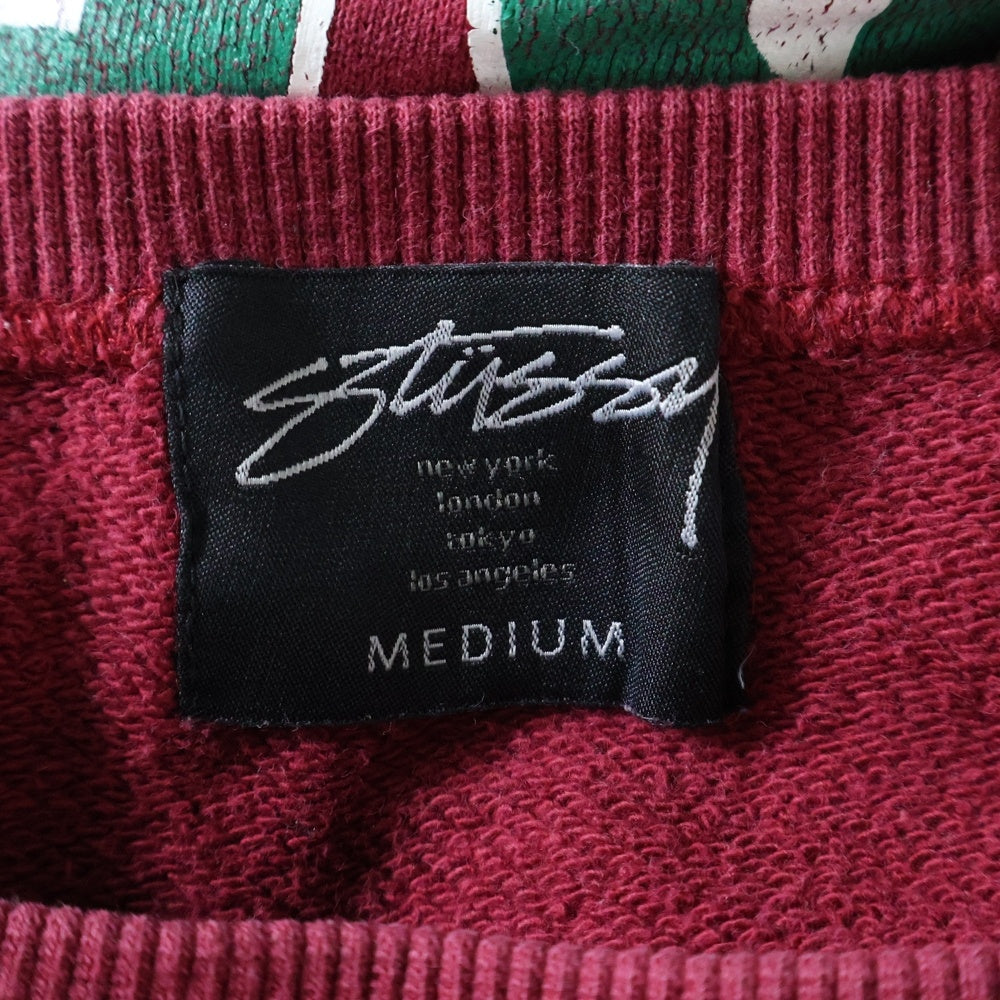 stüssy
new york
london
tokyo
los angeles
MEDIUM